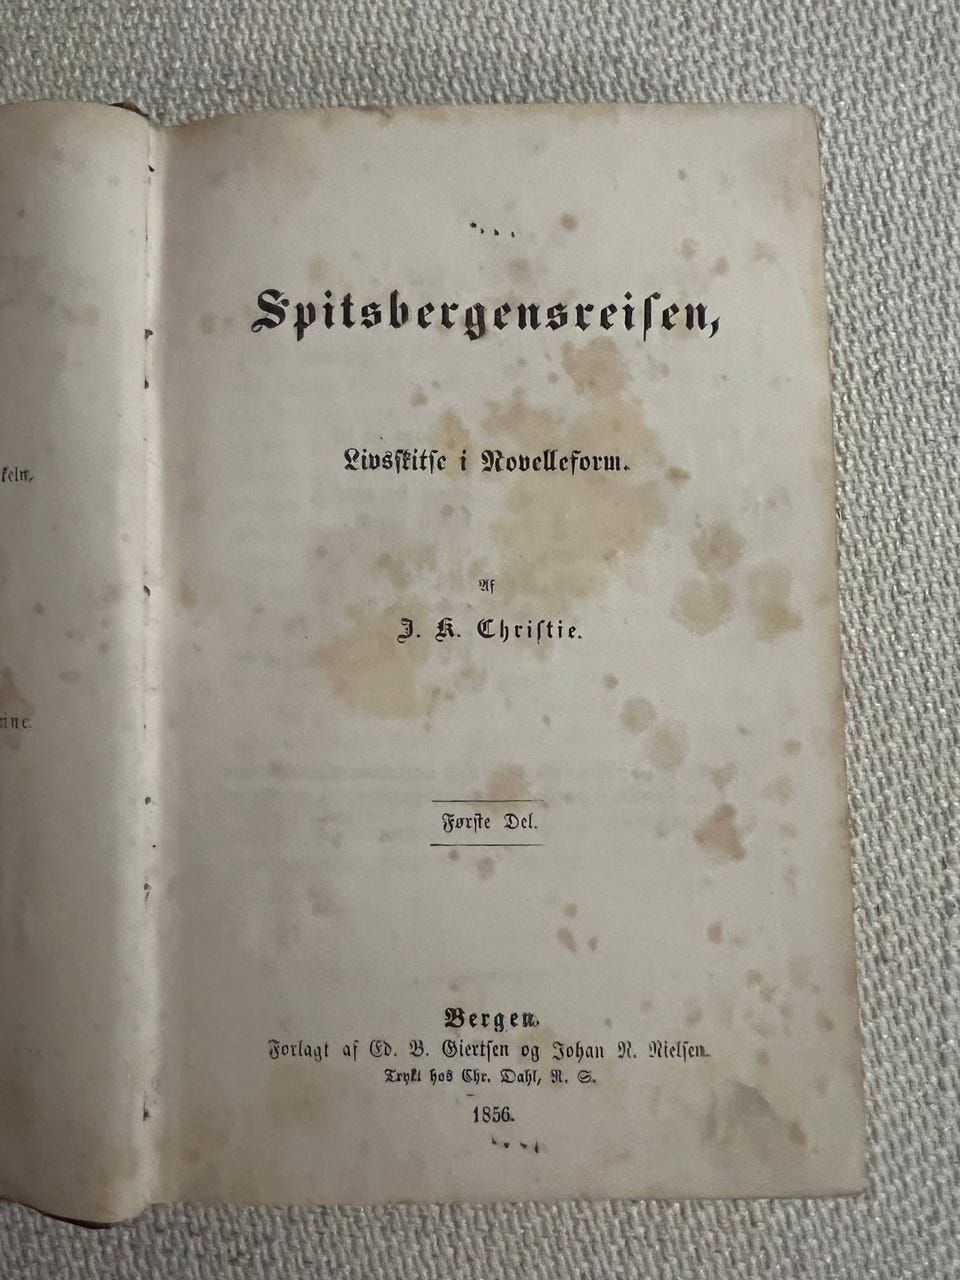 Spitsbergensreiſen,
Livsſkitſe i Novelleform.
Af
J. K. Chriſtie.
Førſte Del.
Bergen.
Forlagt af Ed. B. Giertſen og Johan N. Nielſen.
Trykt hos Chr. Dahl, R. S.
1856.